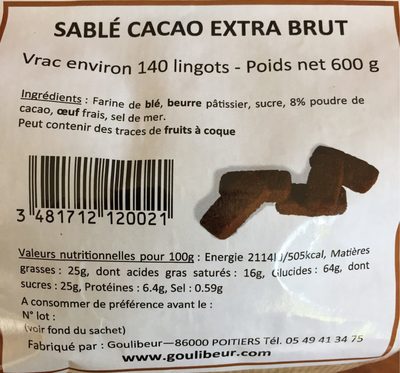 SABLÉ CACAO EXTRA BRUT
Vrac environ 140 lingots - Poids net 600 g
Ingrédients : Farine de blé, beurre pâtissier, sucre, 8% poudre de
cacao, œuf frais, sel de mer.
Peut contenir des traces de fruits à coque
3 481712 120021
Valeurs nutritionnelles pour 100g : Energie 2114kJ/505kcal, Matières
grasses : 25g, dont acides gras saturés : 16g, Glucides : 64g, dont
sucres : 25g, Protéines : 6.4g, Sel : 0.59g
A consommer de préférence avant le :
N° lot :
(voir fond du sachet)
Fabriqué par : Goulibeur—86000 POITIERS Tél. 05 49 41 34 75
www.goulibeur.com